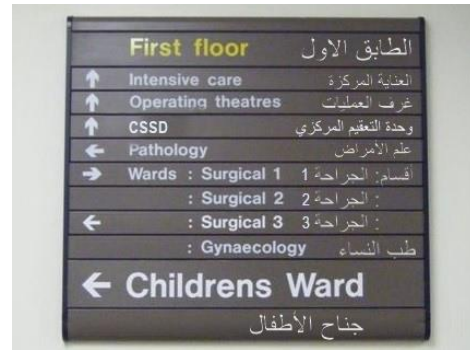 First floor الطابق الاول
Intensive care العناية المركزة
Operating theatres غرف العمليات
CSSD وحدة التعقيم المركزي
Pathology علم الأمراض
Wards : Surgical 1 أقسام: الجراحة 1
: Surgical 2 : الجراحة 2
: Surgical 3 : الجراحة 3
: Gynaecology طب النساء
Childrens Ward
جناح الأطفال